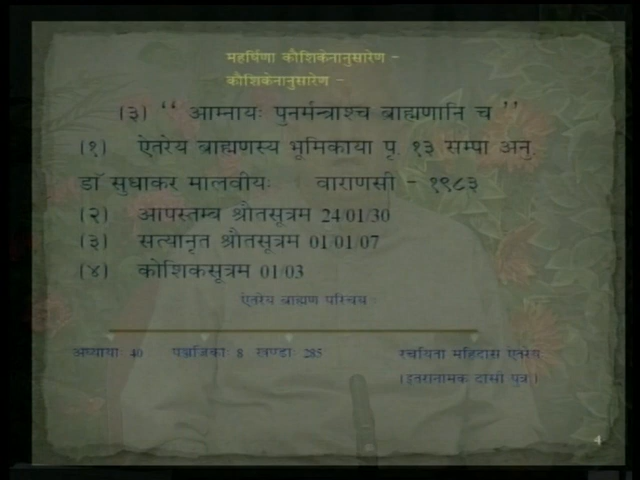 महर्षिणा कौशिकेनानुसारेण -
कौशिकेनानुसारेण -
(३) “ आम्नायः पुनर्मन्त्राश्च ब्राह्मणानि च ”
(१) ऐतरेय ब्राह्मणस्य भूमिकाया पृ. १३ सम्पा अनु.
डॉ सुधाकर मालवीयः वाराणसी - १९८३
(२) आपस्तम्ब श्रौतसूत्रम 24/01/30
(३) सत्यानृत श्रौतसूत्रम 01/01/07
(४) कोशिकसूत्रम 01/03
ऐतरेय ब्राह्मण परिचय
अध्यायाः 40 पञ्जजिकाः 8 खण्डाः 285 रचयिता महिदास ऐतरेय
(इतरानामक दासी पुत्र)
4